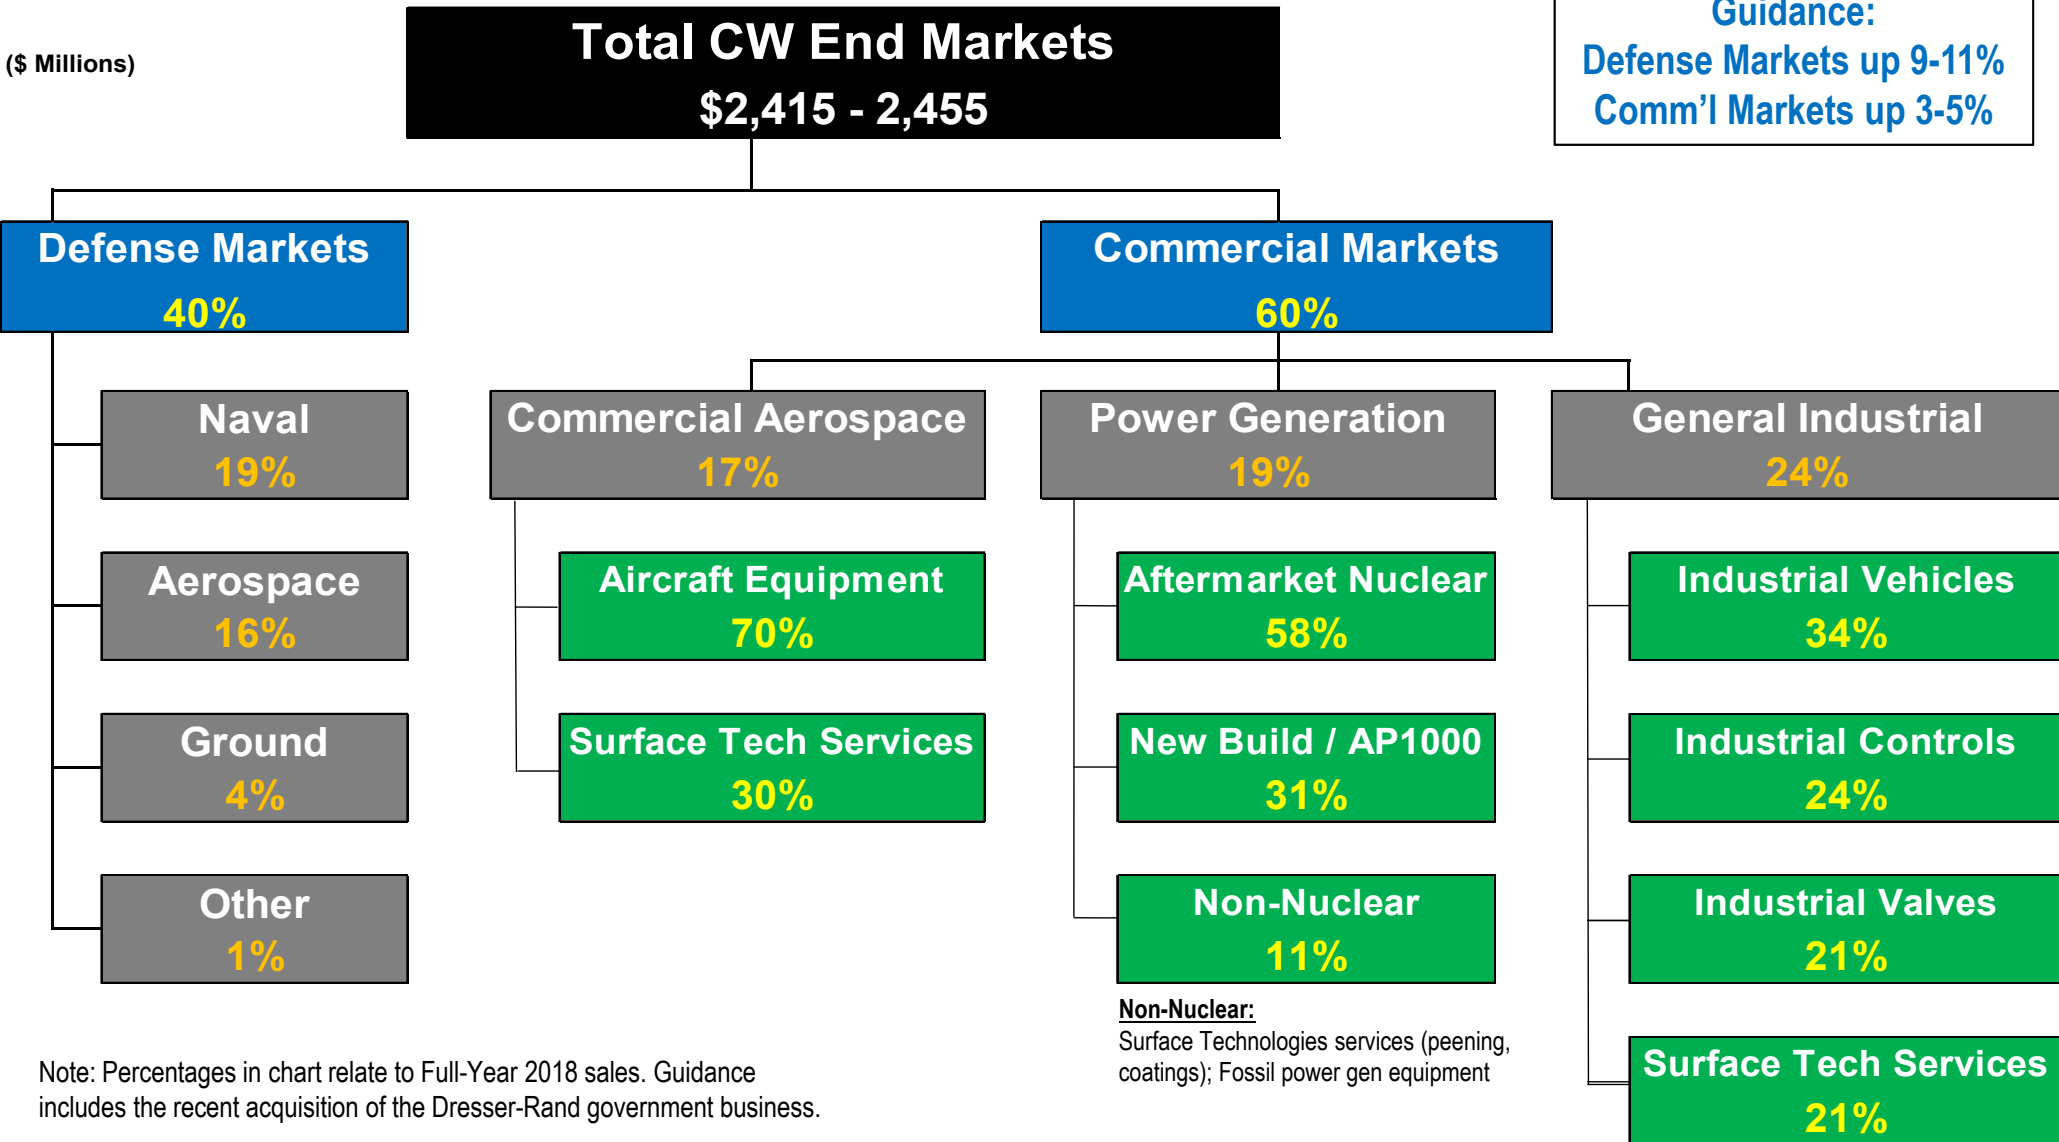 ($ Millions)
Total CW End Markets
$2,415 - 2,455
Guidance:
Defense Markets up 9-11%
Comm’l Markets up 3-5%
Defense Markets
40%
Commercial Markets
60%
Naval
19%
Aerospace
16%
Ground
4%
Other
1%
Commercial Aerospace
17%
Aircraft Equipment
70%
Surface Tech Services
30%
Power Generation
19%
Aftermarket Nuclear
58%
New Build / AP1000
31%
Non-Nuclear
11%
Non-Nuclear:
Surface Technologies services (peening,
coatings); Fossil power gen equipment
General Industrial
24%
Industrial Vehicles
34%
Industrial Controls
24%
Industrial Valves
21%
Surface Tech Services
21%
Note: Percentages in chart relate to Full-Year 2018 sales. Guidance
includes the recent acquisition of the Dresser-Rand government business.